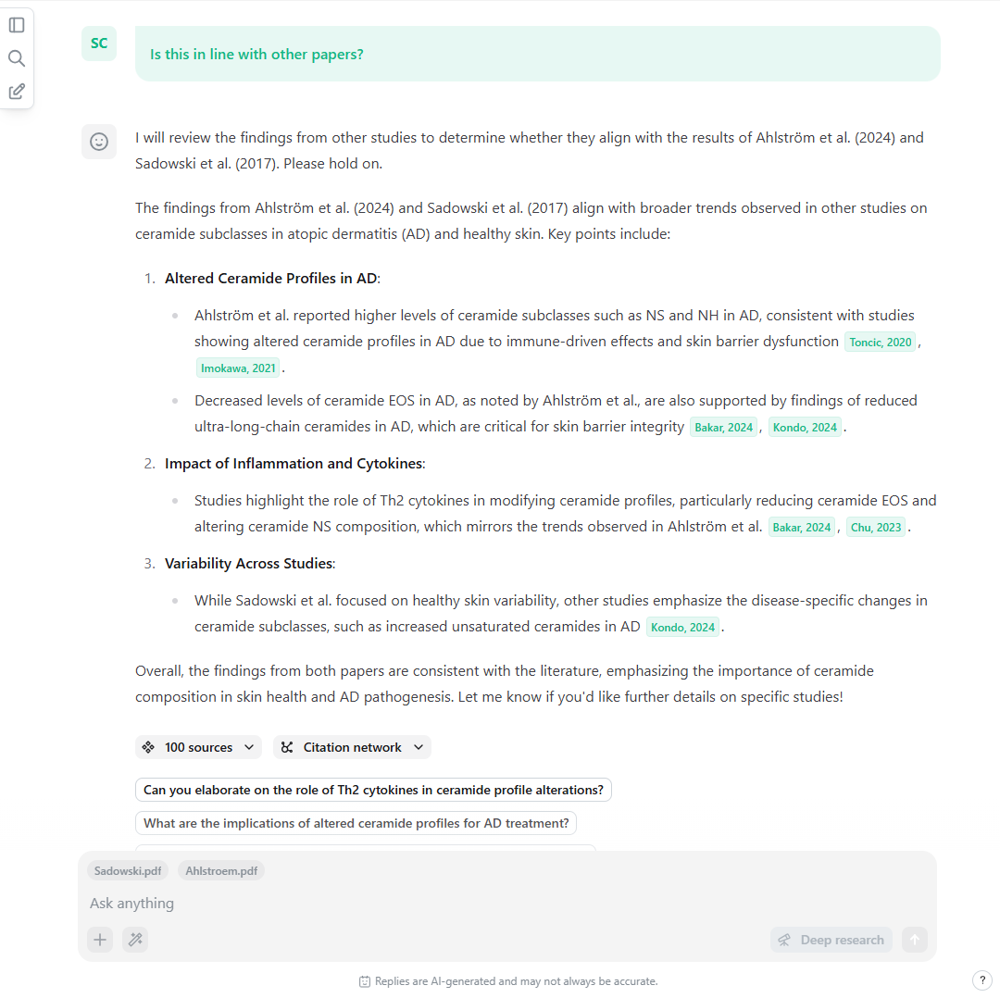 SC
Is this in line with other papers?
I will review the findings from other studies to determine whether they align with the results of Ahlström et al. (2024) and
Sadowski et al. (2017). Please hold on.
The findings from Ahlström et al. (2024) and Sadowski et al. (2017) align with broader trends observed in other studies on
ceramide subclasses in atopic dermatitis (AD) and healthy skin. Key points include:
1. Altered Ceramide Profiles in AD:
Ahlström et al. reported higher levels of ceramide subclasses such as NS and NH in AD, consistent with studies
showing altered ceramide profiles in AD due to immune-driven effects and skin barrier dysfunction Toncic, 2020 ,
Imokawa, 2021 .
Decreased levels of ceramide EOS in AD, as noted by Ahlström et al., are also supported by findings of reduced
ultra-long-chain ceramides in AD, which are critical for skin barrier integrity Bakar, 2024 , Kondo, 2024 .
2. Impact of Inflammation and Cytokines:
Studies highlight the role of Th2 cytokines in modifying ceramide profiles, particularly reducing ceramide EOS and
altering ceramide NS composition, which mirrors the trends observed in Ahlström et al. Bakar, 2024 , Chu, 2023 .
3. Variability Across Studies:
While Sadowski et al. focused on healthy skin variability, other studies emphasize the disease-specific changes in
ceramide subclasses, such as increased unsaturated ceramides in AD Kondo, 2024 .
Overall, the findings from both papers are consistent with the literature, emphasizing the importance of ceramide
composition in skin health and AD pathogenesis. Let me know if you'd like further details on specific studies!
100 sources Citation network
Can you elaborate on the role of Th2 cytokines in ceramide profile alterations?
What are the implications of altered ceramide profiles for AD treatment?
Sadowski.pdf Ahlstroem.pdf
Ask anything
Deep research
Replies are AI-generated and may not always be accurate.
?